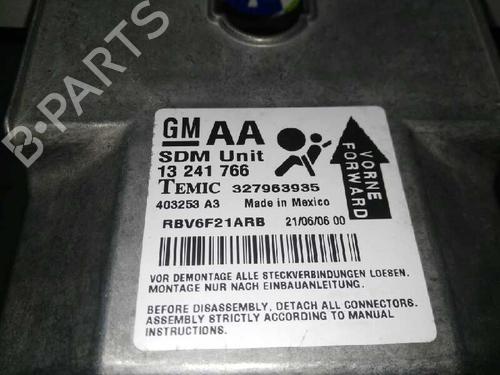 B-PARTS
GM AA
SDM Unit
13 241 766
TEMIC 327963935
403253 A3 Made in Mexico
RBV6F21ARB 21/06/06 00
VORNE
FORWARD
VOR DEMONTAGE ALLE STECKVERBINDUNGEN LOESEN.
MONTAGE NUR NACH EINBAUANLEITUNG.
BEFORE DISASSEMBLY, DETACH ALL CONNECTORS.
ASSEMBLY STRICTLY ACCORDING TO MANUAL
INSTRUCTIONS.